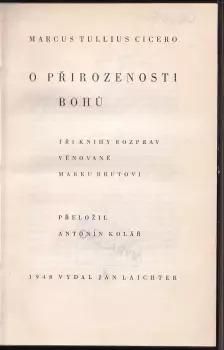 MARCUS TULLIUS CICERO
O PŘIROZENOSTI
BOHŮ
TŘI KNIHY ROZPRAV
VĚNOVANÉ
MARKU BRUTOVI
PŘELOŽIL
ANTONÍN KOLÁŘ
1948 VYDAL JAN LAICHTER